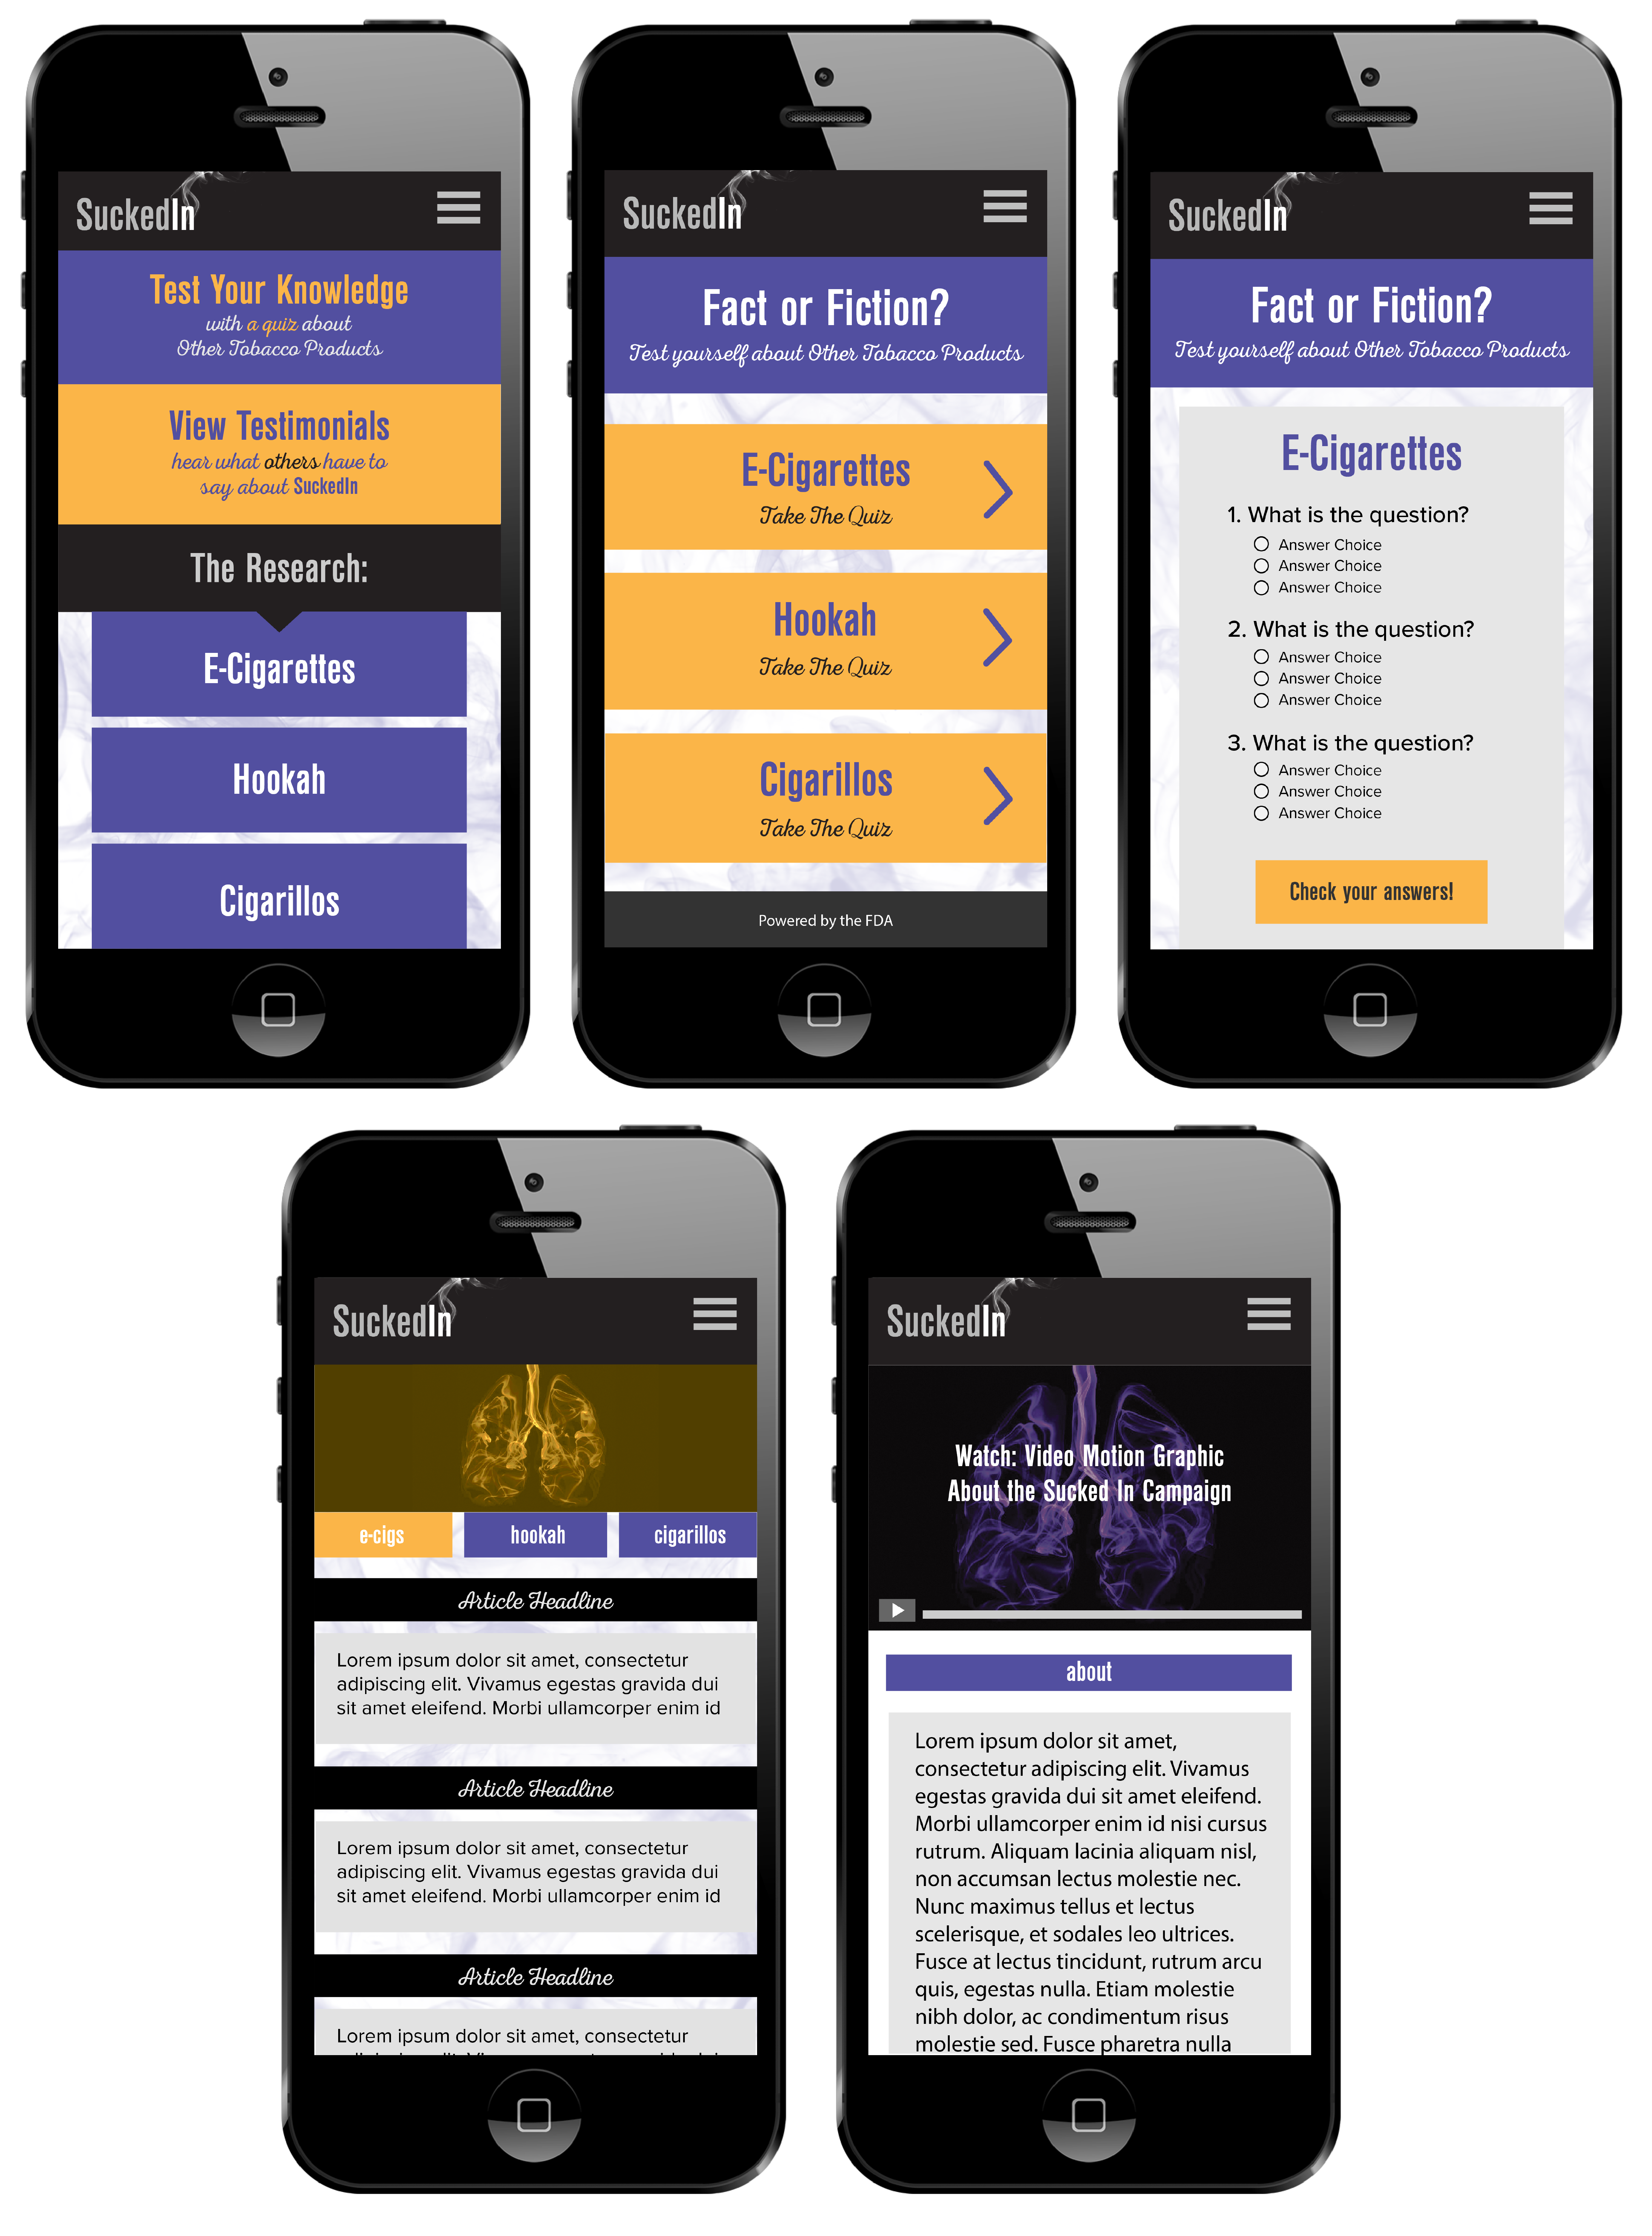 SuckedIn
Test Your Knowledge
with a quiz about
Other Tobacco Products
View Testimonials
hear what others have to
say about SuckedIn
The Research:
E-Cigarettes
Hookah
Cigarillos
SuckedIn
Fact or Fiction?
Test yourself about Other Tobacco Products
E-Cigarettes
Take The Quiz
Hookah
Take The Quiz
Cigarillos
Take The Quiz
Powered by the FDA
SuckedIn
Fact or Fiction?
Test yourself about Other Tobacco Products
E-Cigarettes
1. What is the question?
Answer Choice
Answer Choice
Answer Choice
2. What is the question?
Answer Choice
Answer Choice
Answer Choice
3. What is the question?
Answer Choice
Answer Choice
Answer Choice
Check your answers!
SuckedIn
e-cigs hookah cigarillos
Article Headline
Lorem ipsum dolor sit amet, consectetur
adipiscing elit. Vivamus egestas gravida dui
sit amet eleifend. Morbi ullamcorper enim id
Article Headline
Lorem ipsum dolor sit amet, consectetur
adipiscing elit. Vivamus egestas gravida dui
sit amet eleifend. Morbi ullamcorper enim id
Article Headline
Lorem ipsum dolor sit amet, consectetur
SuckedIn
Watch: Video Motion Graphic
About the Sucked In Campaign
about
Lorem ipsum dolor sit amet,
consectetur adipiscing elit. Vivamus
egestas gravida dui sit amet eleifend.
Morbi ullamcorper enim id nisi cursus
rutrum. Aliquam lacinia aliquam nisl,
non accumsan lectus molestie nec.
Nunc maximus tellus et lectus
scelerisque, et sodales leo ultrices.
Fusce at lectus tincidunt, rutrum arcu
quis, egestas nulla. Etiam molestie
nibh dolor, ac condimentum risus
molestie sed. Fusce pharetra nulla